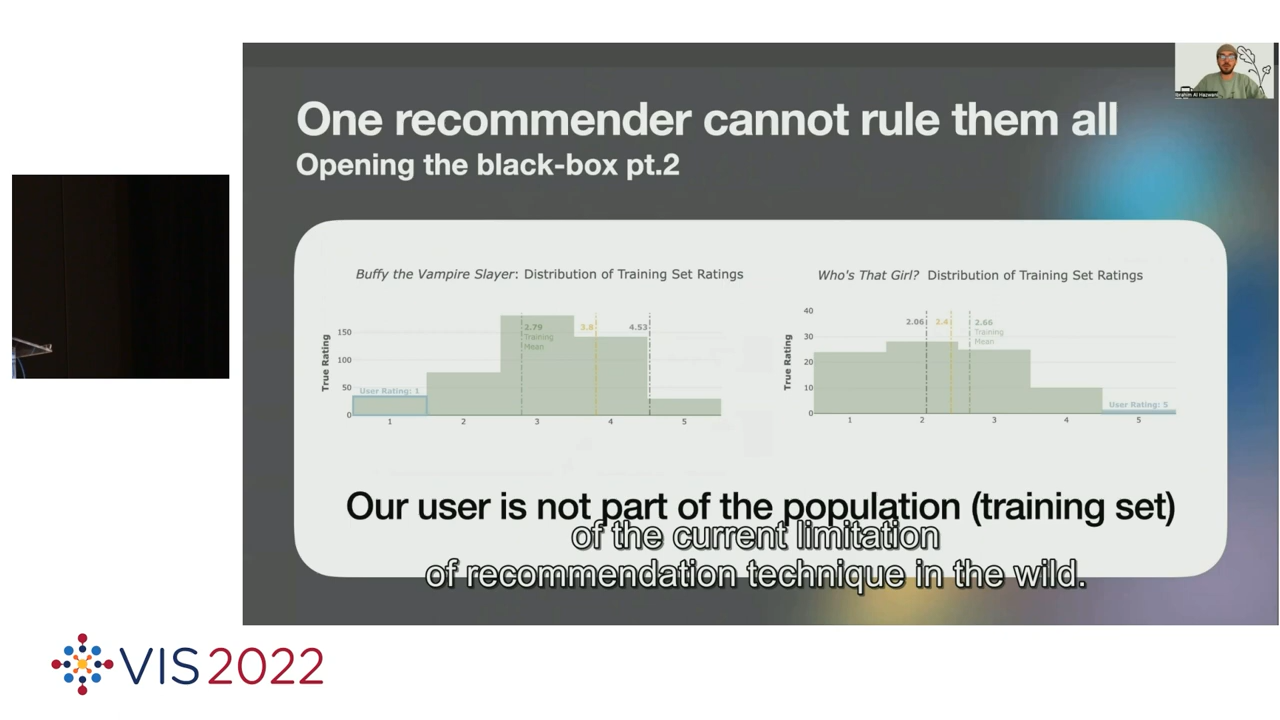 One recommender cannot rule them all
Opening the black-box pt.2
Ibrahim Al Hazwani
Buffy the Vampire Slayer: Distribution of Training Set Ratings
True Rating
150
100
50
0
2.79
Training
Mean
3.8
4.53
User Rating: 1
1 2 3 4 5
Who's That Girl? Distribution of Training Set Ratings
True Rating
40
30
20
10
0
2.06
2.4
2.66
Training
Mean
User Rating: 5
1 2 3 4 5
Our user is not part of the population (training set)
of the current limitation
of recommendation technique in the wild.
VIS2022